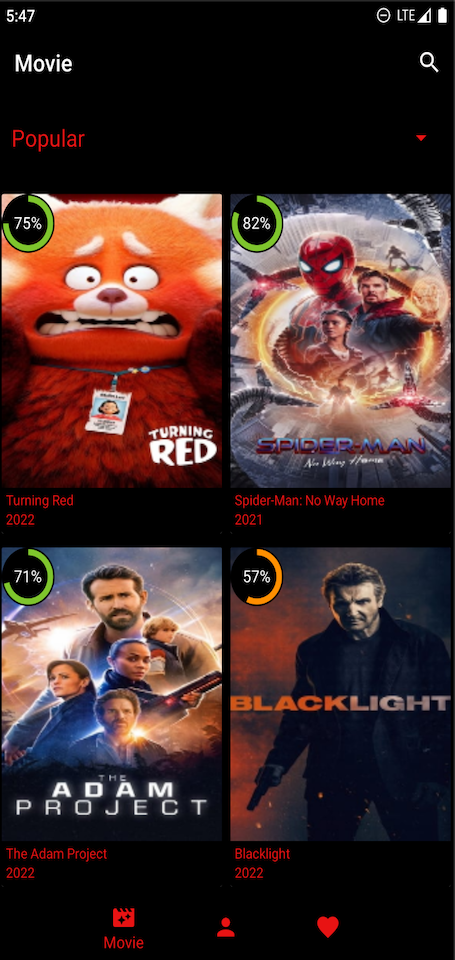 5:47
LTE
Movie
Popular
75%
82%
TURNING
RED
SPIDER-MAN
No Way Home
Turning Red
2022
Spider-Man: No Way Home
2021
71%
57%
THE
ADAM
PROJECT
BLACKLIGHT
The Adam Project
2022
Blacklight
2022
Movie